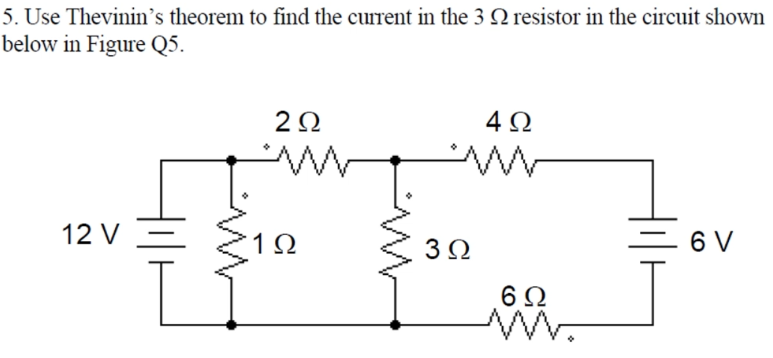 5. Use Thevinin's theorem to find the current in the 3 Ω resistor in the circuit shown
below in Figure Q5.
2 Ω
4 Ω
12 V
1 Ω
3 Ω
6 V
6 Ω